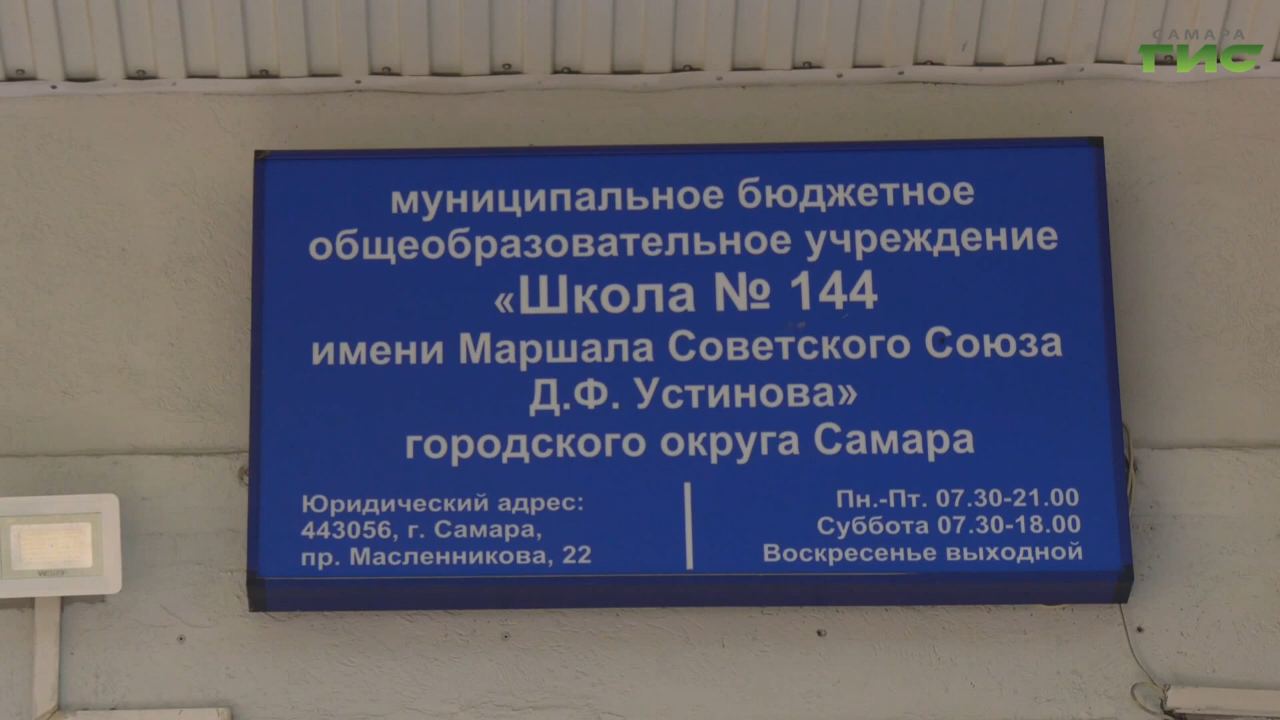 САМАРА
ТИС
муниципальное бюджетное
общеобразовательное учреждение
«Школа № 144
имени Маршала Советского Союза
Д.Ф. Устинова»
городского округа Самара
Юридический адрес:
443056, г. Самара,
пр. Масленникова, 22
Пн.-Пт. 07.30-21.00
Суббота 07.30-18.00
Воскресенье выходной